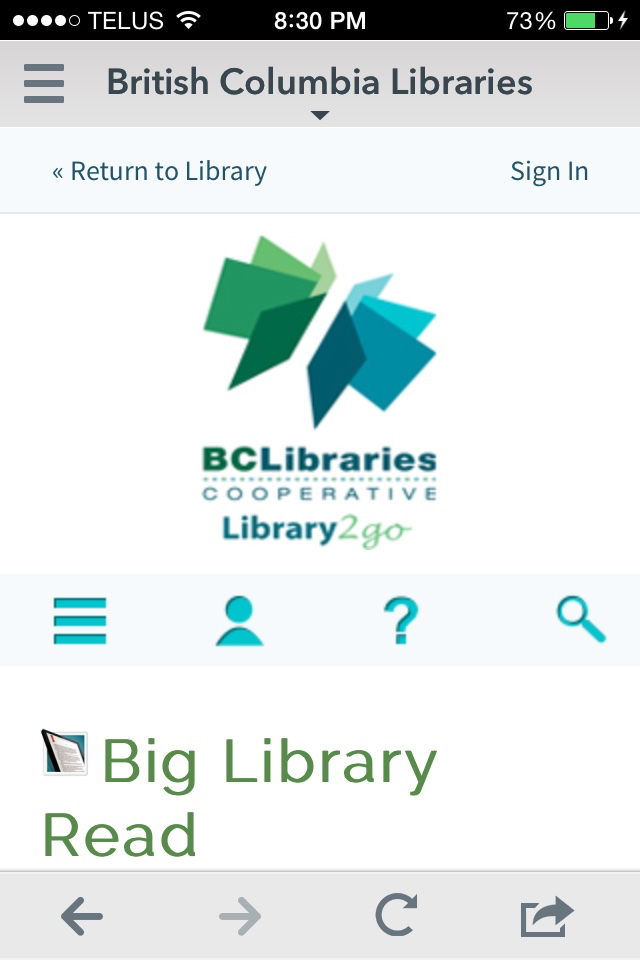 TELUS 8:30 PM 73%
British Columbia Libraries
« Return to Library Sign In
BCLibraries
COOPERATIVE
Library2go
?
Big Library
Read